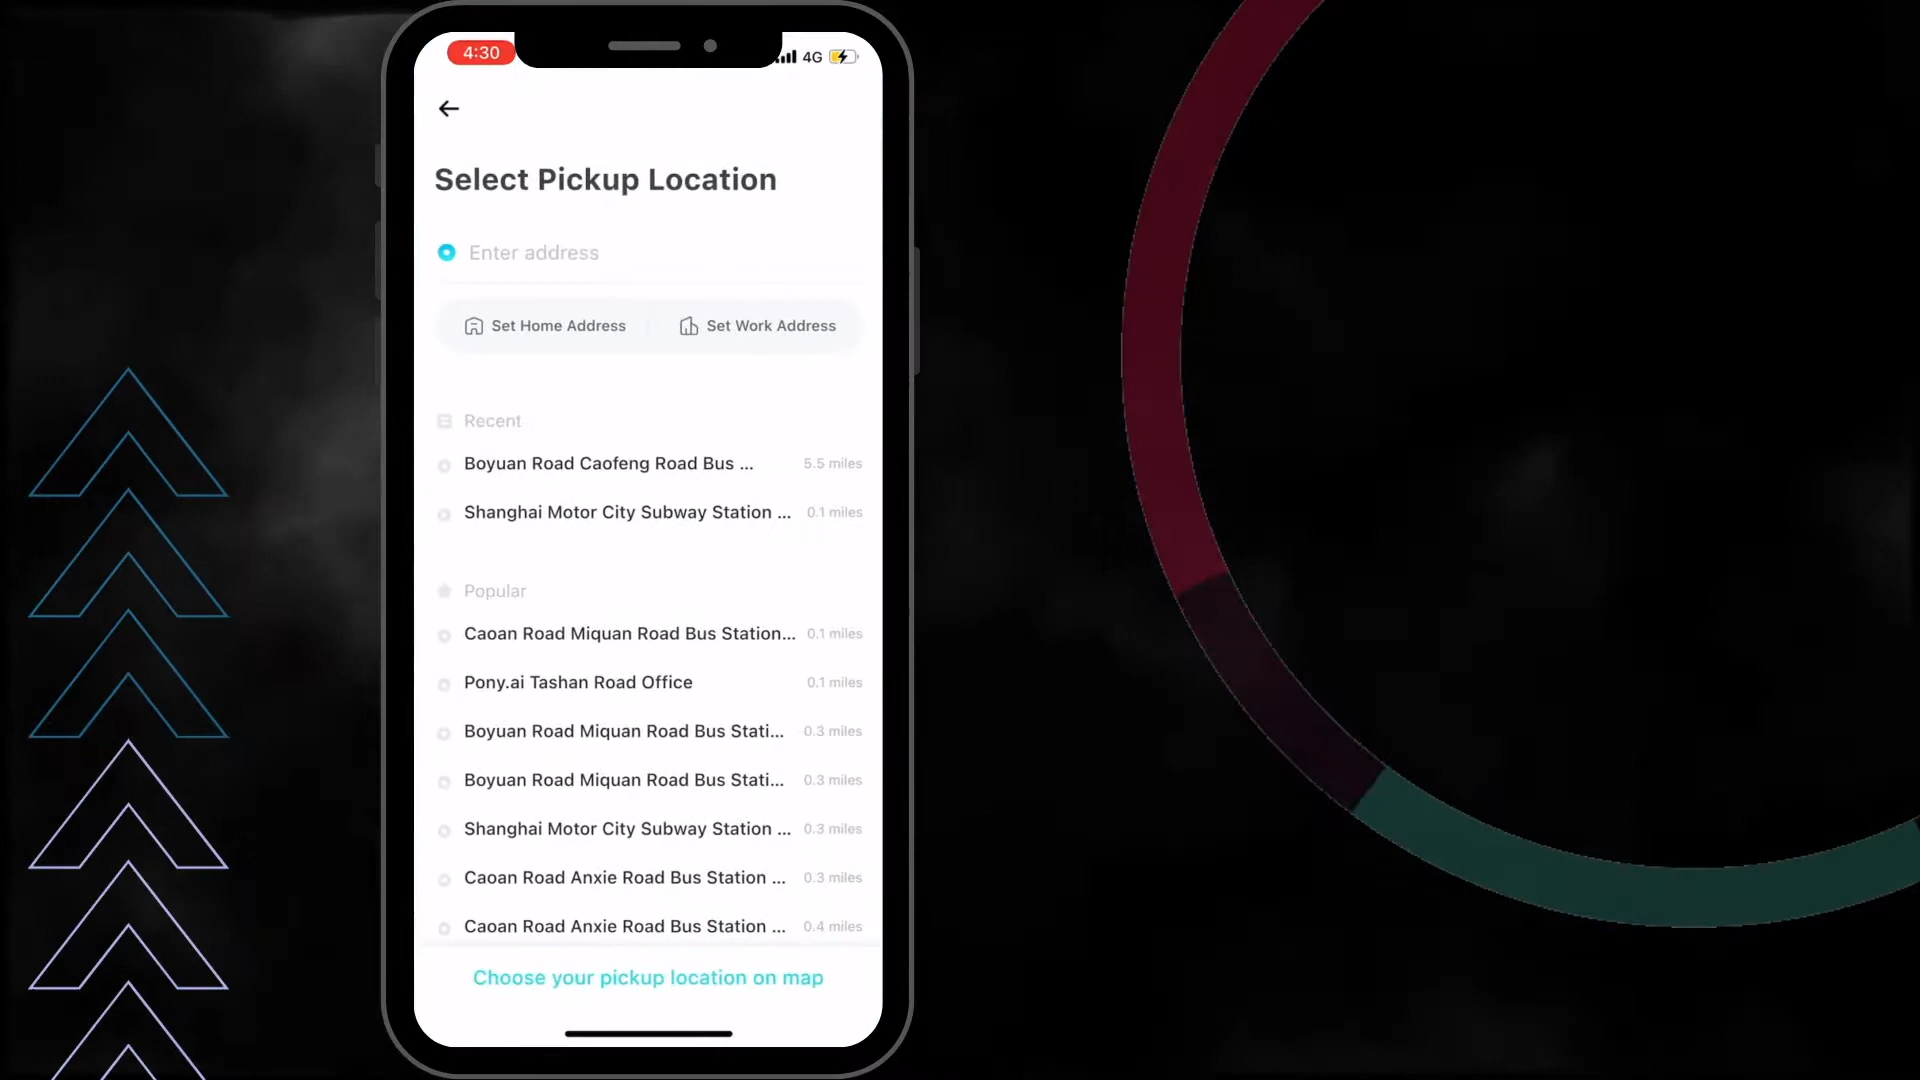 4:30
4G
Select Pickup Location
Enter address
Set Home Address
Set Work Address
Recent
Boyuan Road Caofeng Road Bus ... 5.5 miles
Shanghai Motor City Subway Station ... 0.1 miles
Popular
Caoan Road Miquan Road Bus Station... 0.1 miles
Pony.ai Tashan Road Office 0.1 miles
Boyuan Road Miquan Road Bus Stati... 0.3 miles
Boyuan Road Miquan Road Bus Stati... 0.3 miles
Shanghai Motor City Subway Station ... 0.3 miles
Caoan Road Anxie Road Bus Station ... 0.3 miles
Caoan Road Anxie Road Bus Station ... 0.4 miles
Choose your pickup location on map